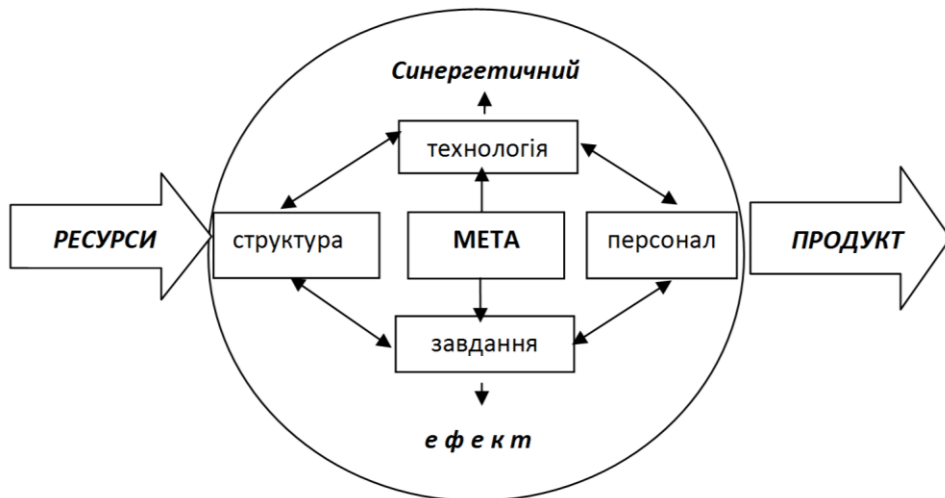 Синергетичний
технологія
РЕСУРСИ
структура
МЕТА
персонал
ПРОДУКТ
завдання
е ф е к т